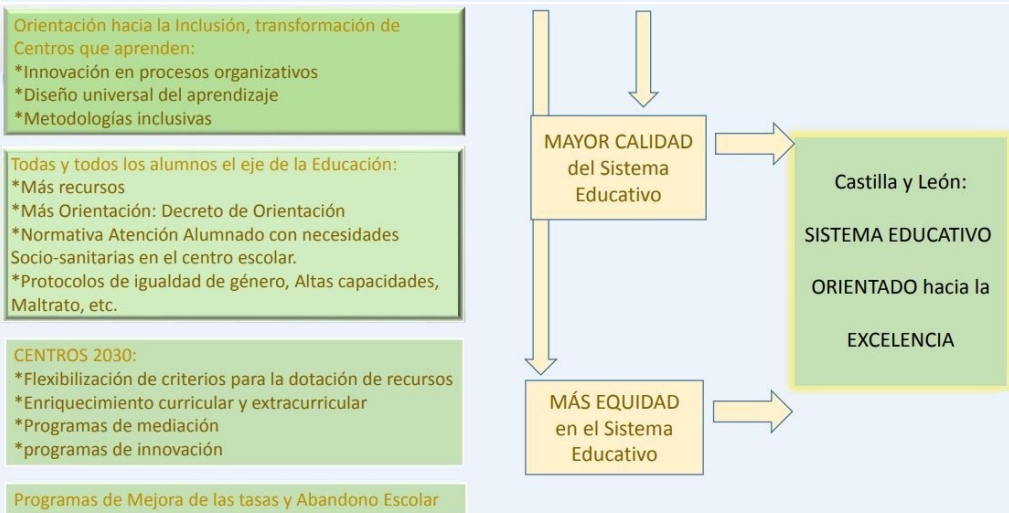 Orientación hacia la Inclusión, transformación de
Centros que aprenden:
*Innovación en procesos organizativos
*Diseño universal del aprendizaje
*Metodologías inclusivas
Todas y todos los alumnos el eje de la Educación:
*Más recursos
*Más Orientación: Decreto de Orientación
*Normativa Atención Alumnado con necesidades
Socio-sanitarias en el centro escolar.
*Protocolos de igualdad de género, Altas capacidades,
Maltrato, etc.
CENTROS 2030:
*Flexibilización de criterios para la dotación de recursos
*Enriquecimiento curricular y extracurricular
*Programas de mediación
*programas de innovación
Programas de Mejora de las tasas y Abandono Escolar
MAYOR CALIDAD
del Sistema
Educativo
MÁS EQUIDAD
en el Sistema
Educativo
Castilla y León:
SISTEMA EDUCATIVO
ORIENTADO hacia la
EXCELENCIA